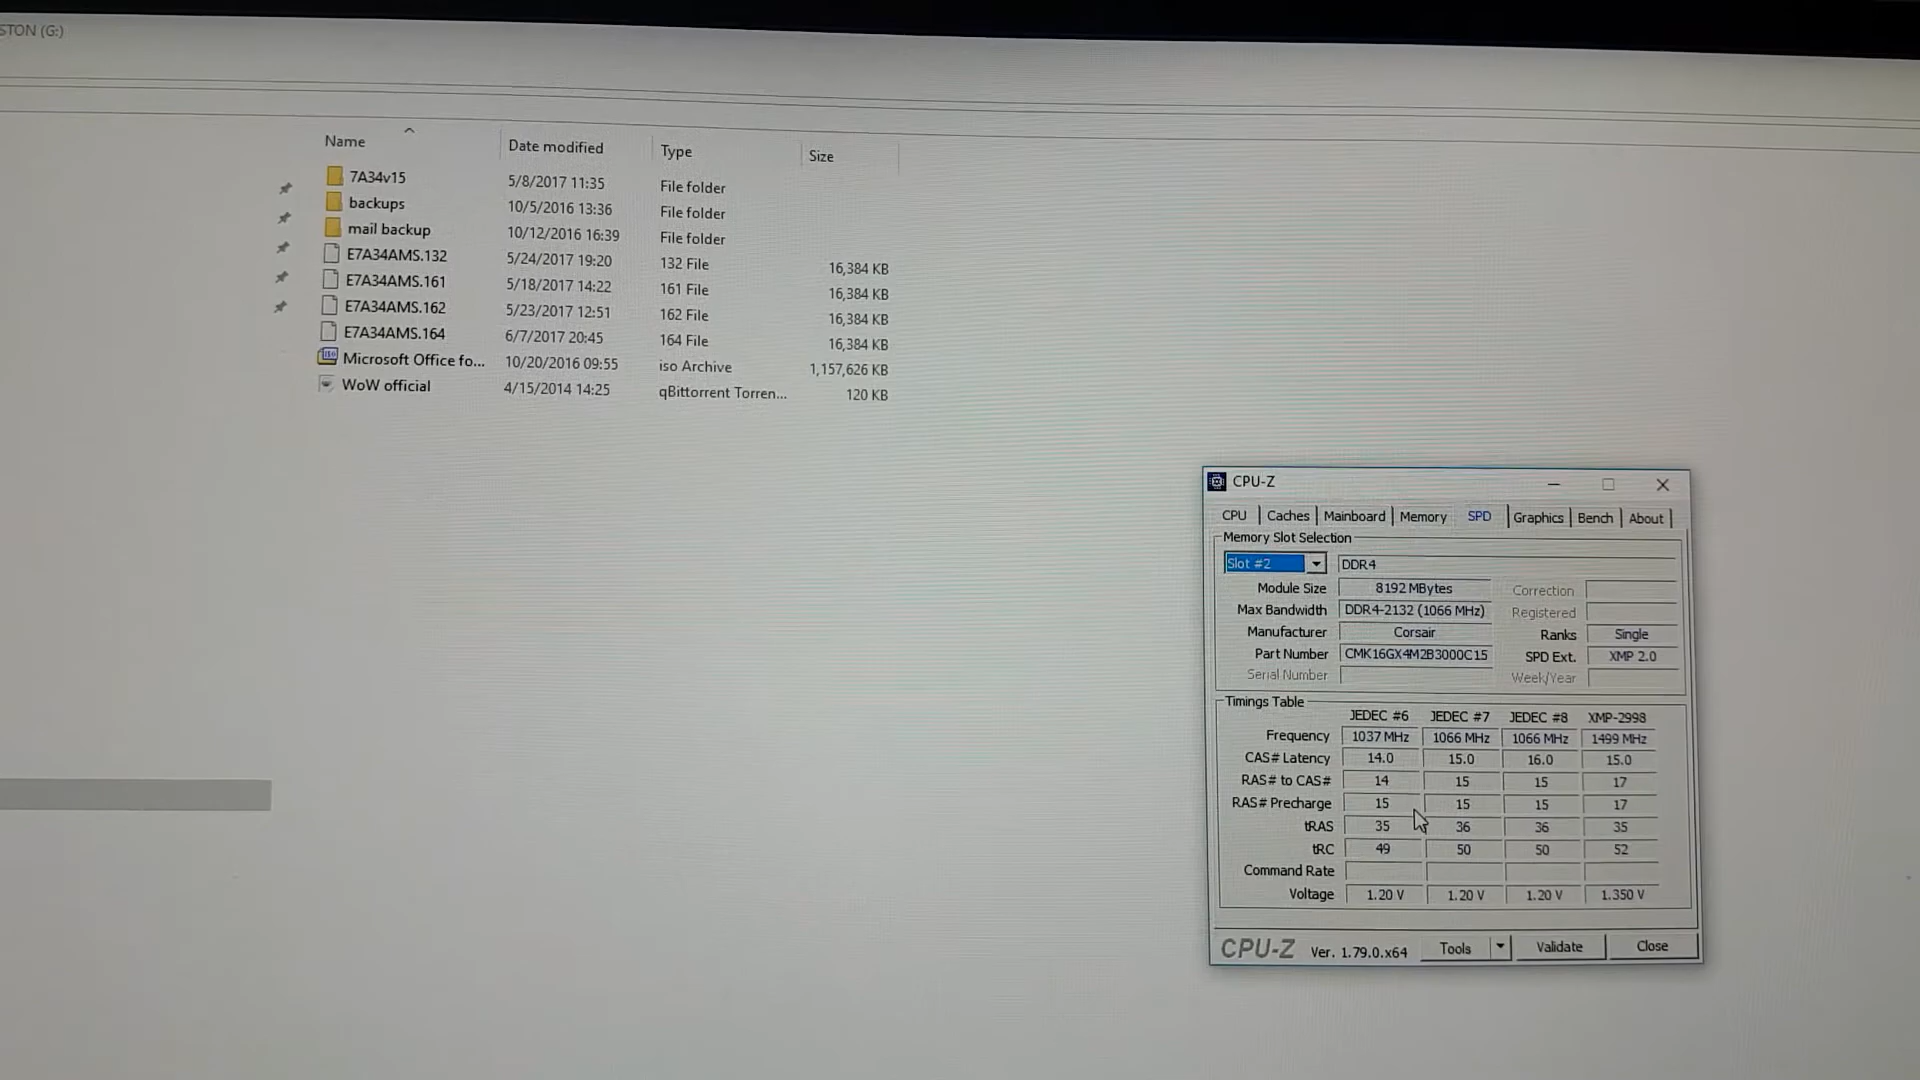 STON (G:)
Name Date modified Type Size
7A34v15 5/8/2017 11:35 File folder
backups 10/5/2016 13:36 File folder
mail backup 10/12/2016 16:39 File folder
E7A34AMS.132 5/24/2017 19:20 132 File 16,384 KB
E7A34AMS.161 5/18/2017 14:22 161 File 16,384 KB
E7A34AMS.162 5/23/2017 12:51 162 File 16,384 KB
E7A34AMS.164 6/7/2017 20:45 164 File 16,384 KB
Microsoft Office fo... 10/20/2016 09:55 iso Archive 1,157,626 KB
WoW official 4/15/2014 14:25 qBittorrent Torren... 120 KB
CPU-Z
CPU Caches Mainboard Memory SPD Graphics Bench About
Memory Slot Selection
Slot #2 DDR4
Module Size 8192 MBytes Correction
Max Bandwidth DDR4-2132 (1066 MHz) Registered
Manufacturer Corsair Ranks Single
Part Number CMK16GX4M2B3000C15 SPD Ext. XMP 2.0
Serial Number Week/Year
Timings Table
JEDEC #6 JEDEC #7 JEDEC #8 XMP-2998
Frequency 1037 MHz 1066 MHz 1066 MHz 1499 MHz
CAS# Latency 14.0 15.0 16.0 15.0
RAS# to CAS# 14 15 15 17
RAS# Precharge 15 15 15 17
tRAS 35 36 36 35
tRC 49 50 50 52
Command Rate
Voltage 1.20 V 1.20 V 1.20 V 1.350 V
CPU-Z Ver. 1.79.0.x64 Tools Validate Close